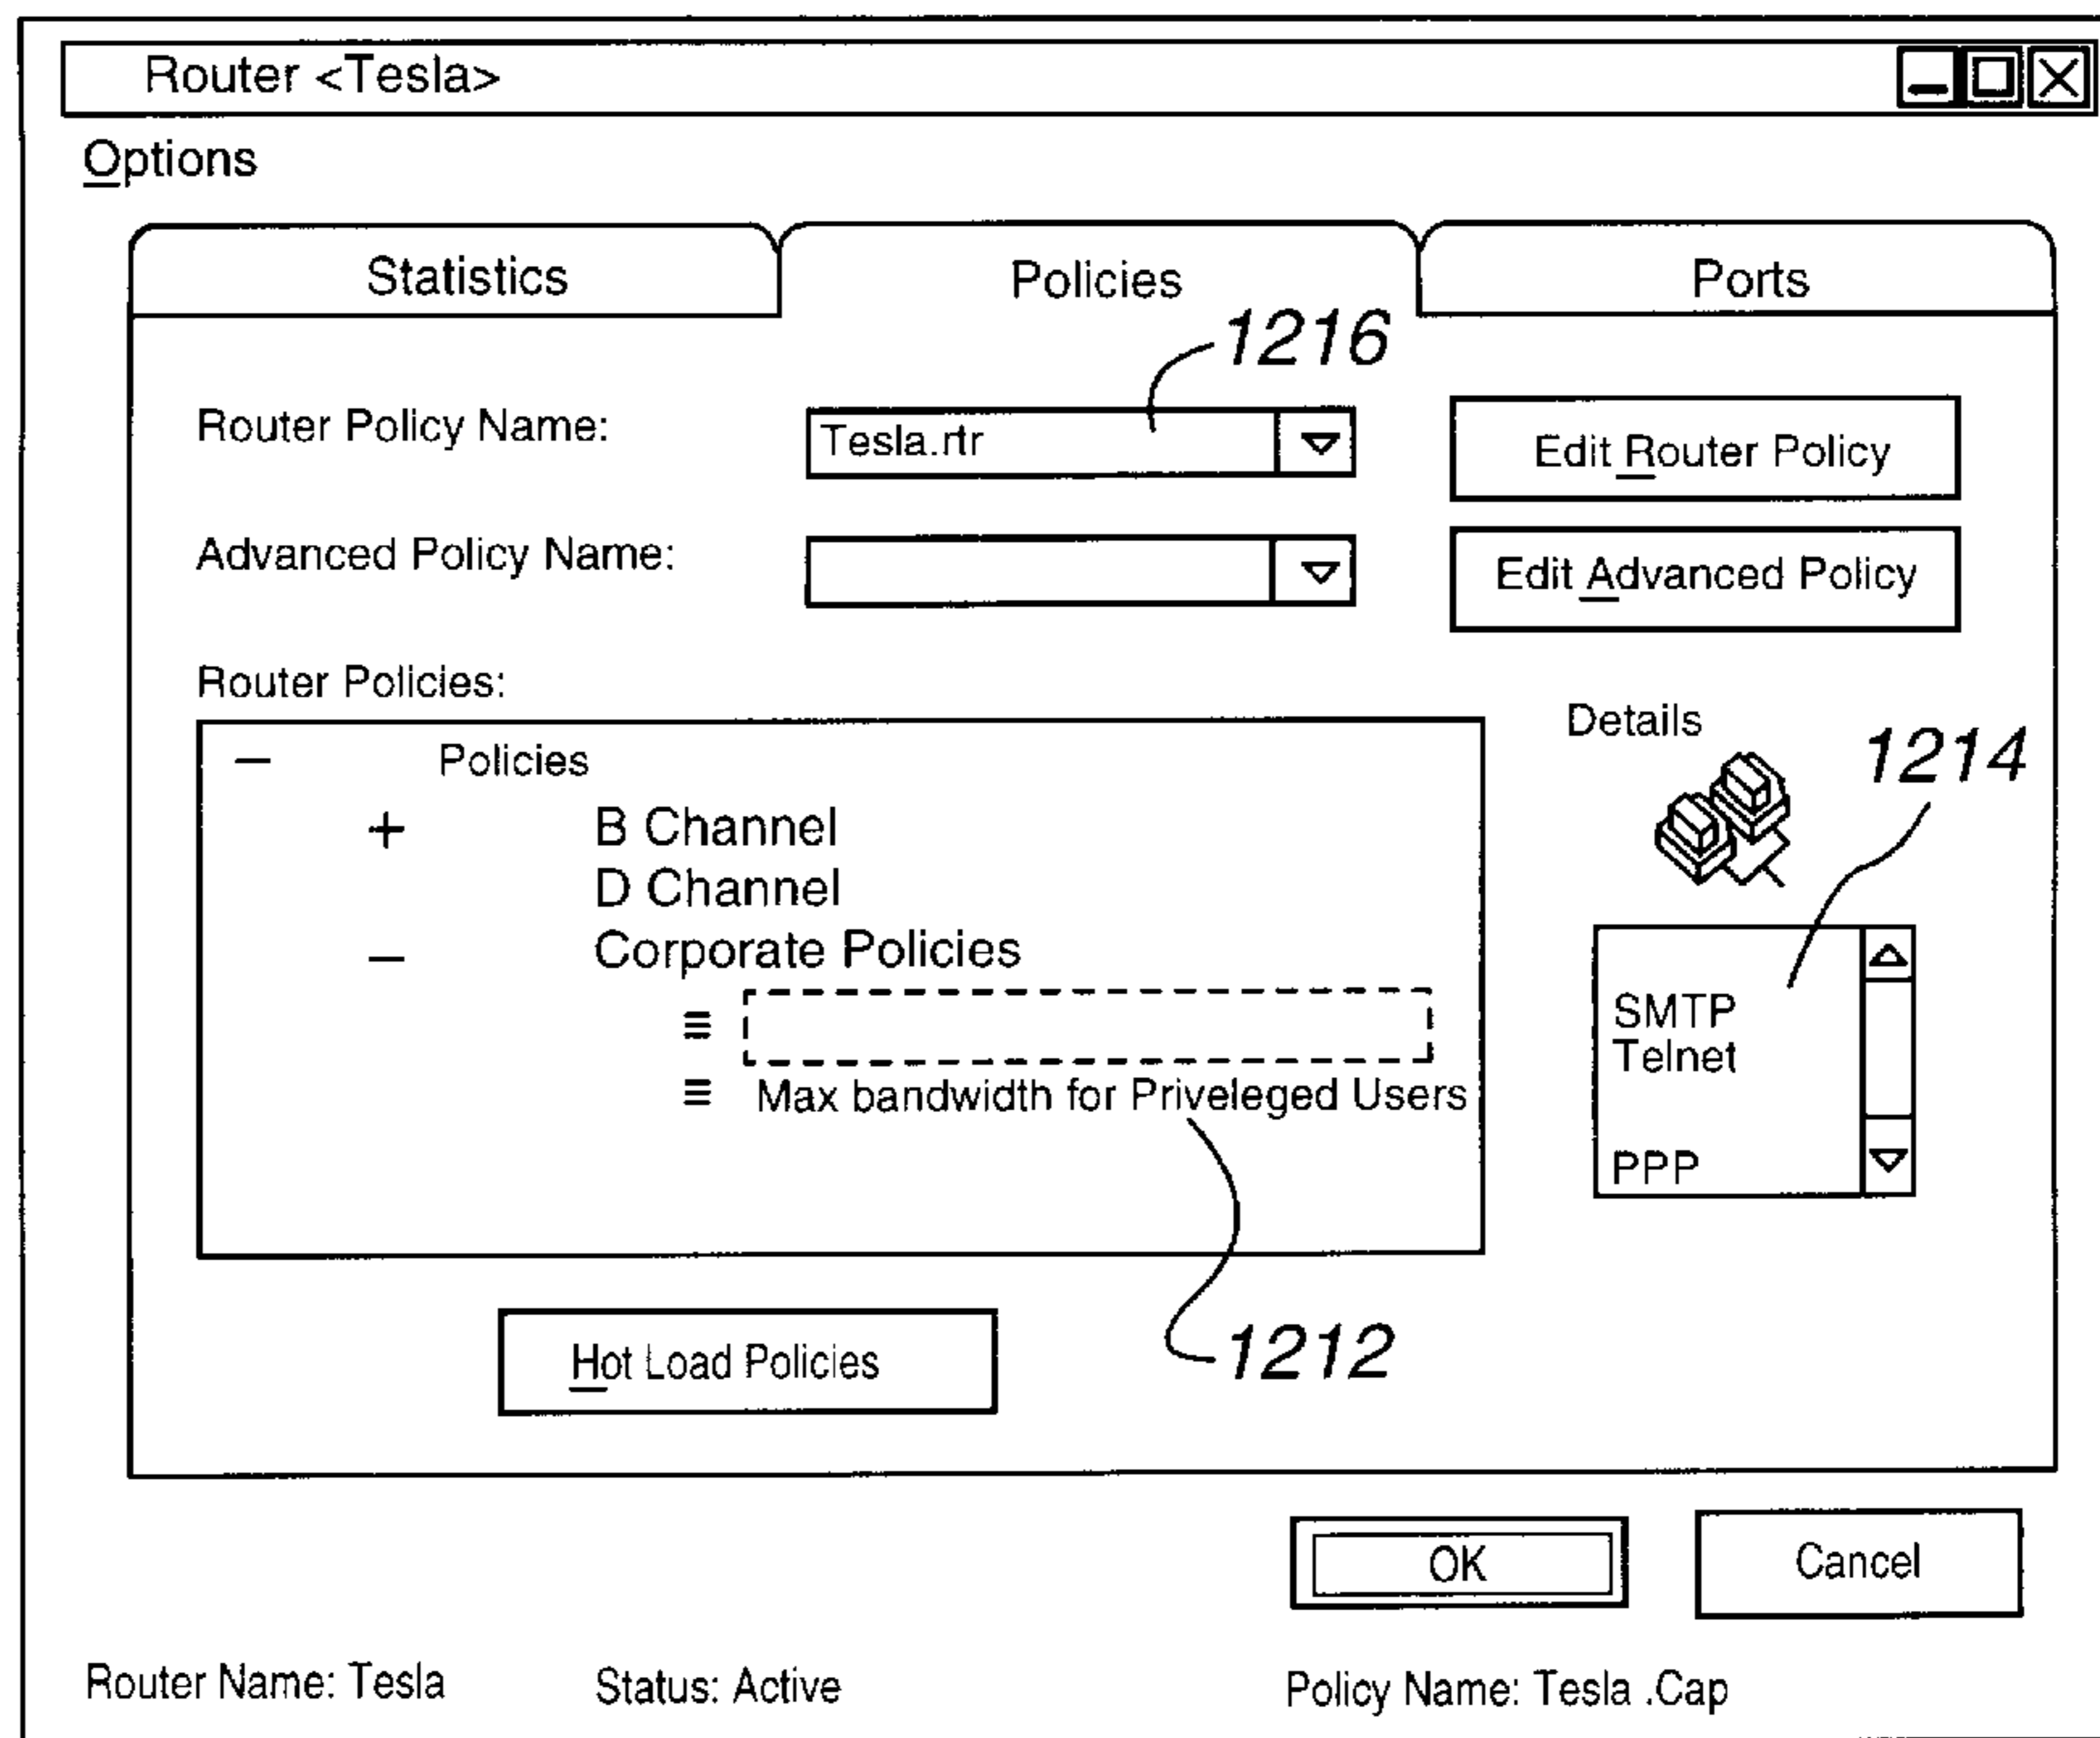 Router <Tesla>
Options
Statistics
Policies
Ports
1216
Router Policy Name:
Tesla.rtr
Edit Router Policy
Advanced Policy Name:
Edit Advanced Policy
Router Policies:
Details
1214
— Policies
+ B Channel
D Channel
— Corporate Policies
≡
≡ Max bandwidth for Priveleged Users
SMTP
Telnet
PPP
1212
Hot Load Policies
OK
Cancel
Router Name: Tesla
Status: Active
Policy Name: Tesla .Cap